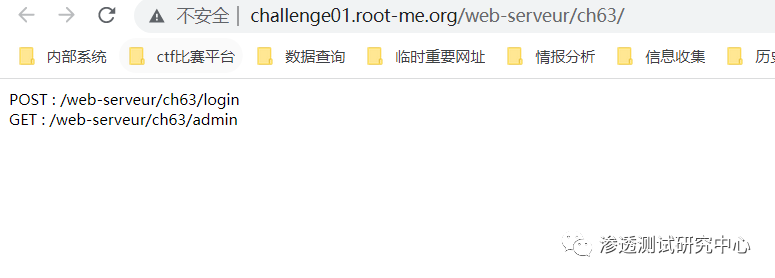 不安全 | challenge01.root-me.org/web-serveur/ch63/
内部系统 ctf比赛平台 数据查询 临时重要网址 情报分析 信息收集 历史
POST : /web-serveur/ch63/login
GET : /web-serveur/ch63/admin
渗透测试研究中心